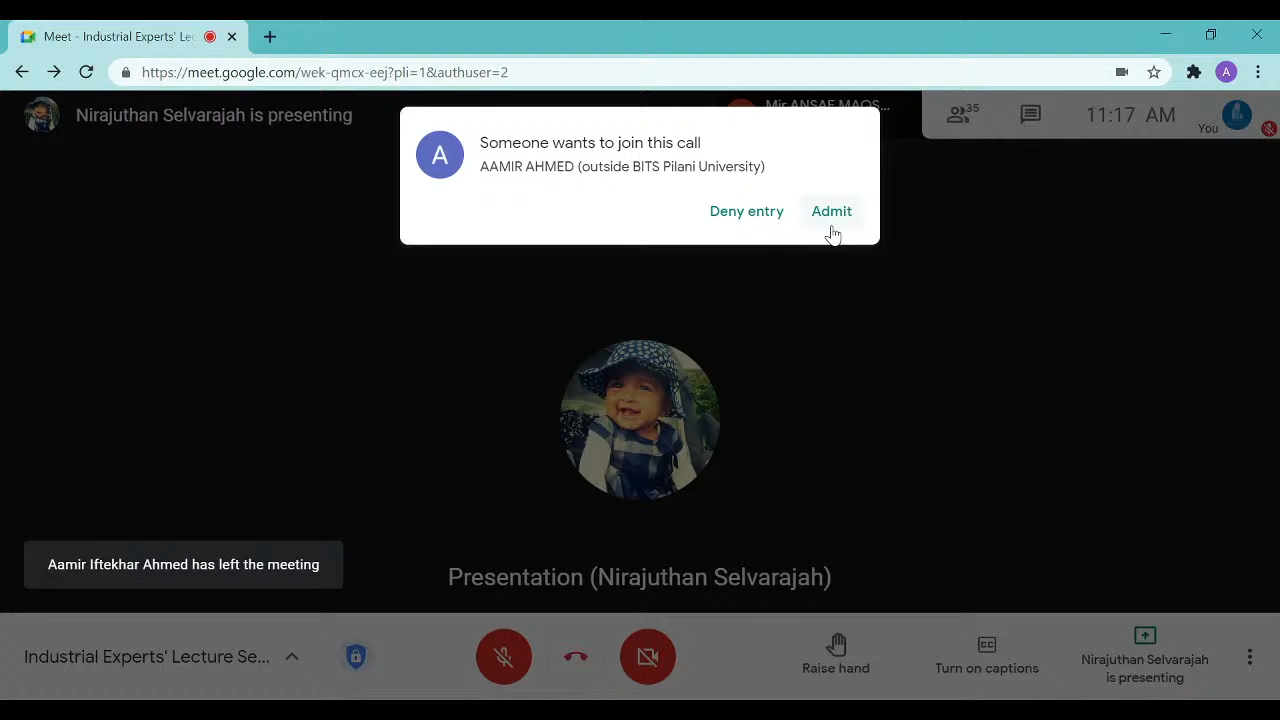 Meet - Industrial Experts' Lec
https://meet.google.com/wek-qmcx-eej?pli=1&authuser=2
A
Nirajuthan Selvarajah is presenting
35
11:17 AM
You
A
Someone wants to join this call
AAMIR AHMED (outside BITS Pilani University)
Deny entry
Admit
Aamir Iftekhar Ahmed has left the meeting
Presentation (Nirajuthan Selvarajah)
Industrial Experts' Lecture Se...
Raise hand
CC
Turn on captions
Nirajuthan Selvarajah
is presenting